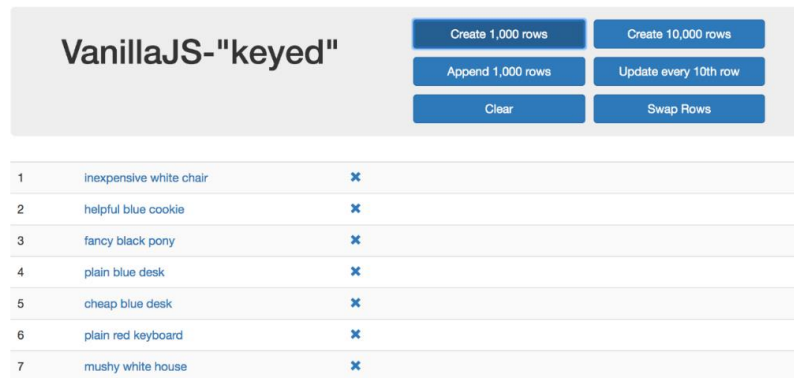 VanillaJS-"keyed"
Create 1,000 rows
Create 10,000 rows
Append 1,000 rows
Update every 10th row
Clear
Swap Rows
1 inexpensive white chair
2 helpful blue cookie
3 fancy black pony
4 plain blue desk
5 cheap blue desk
6 plain red keyboard
7 mushy white house